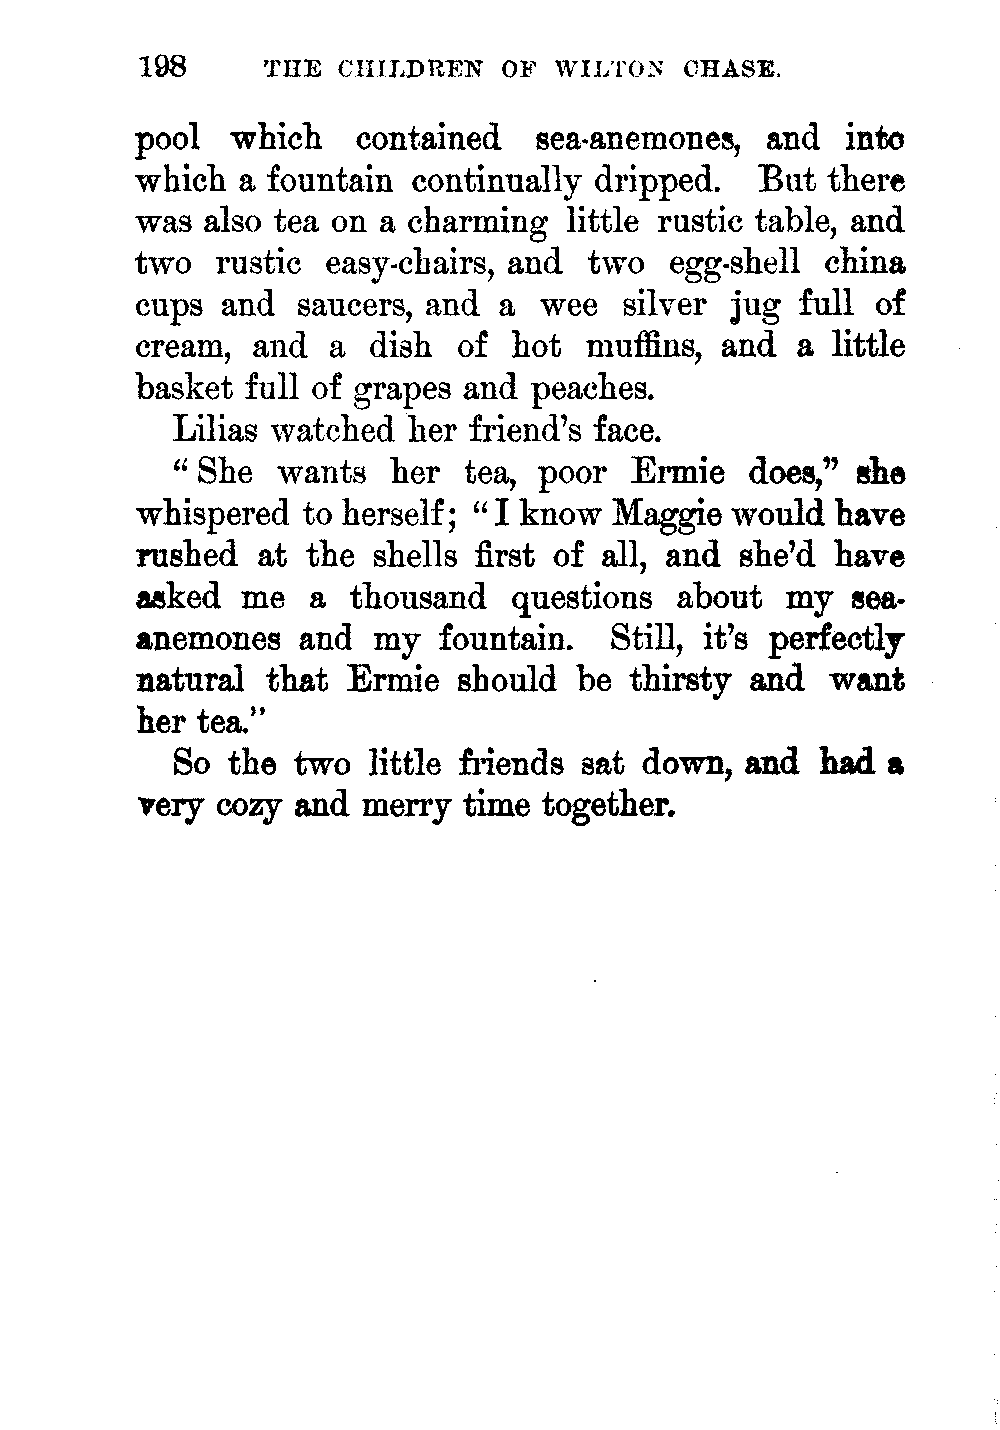 198 THE CHILDREN OF WILTON CHASE.
pool which contained sea-anemones, and into
which a fountain continually dripped. But there
was also tea on a charming little rustic table, and
two rustic easy-chairs, and two egg-shell china
cups and saucers, and a wee silver jug full of
cream, and a dish of hot muffins, and a little
basket full of grapes and peaches.
Lilias watched her friend's face.
“ She wants her tea, poor Ermie does,” she
whispered to herself; “ I know Maggie would have
rushed at the shells first of all, and she'd have
asked me a thousand questions about my sea-
anemones and my fountain. Still, it's perfectly
natural that Ermie should be thirsty and want
her tea.”
So the two little friends sat down, and had a
very cozy and merry time together.